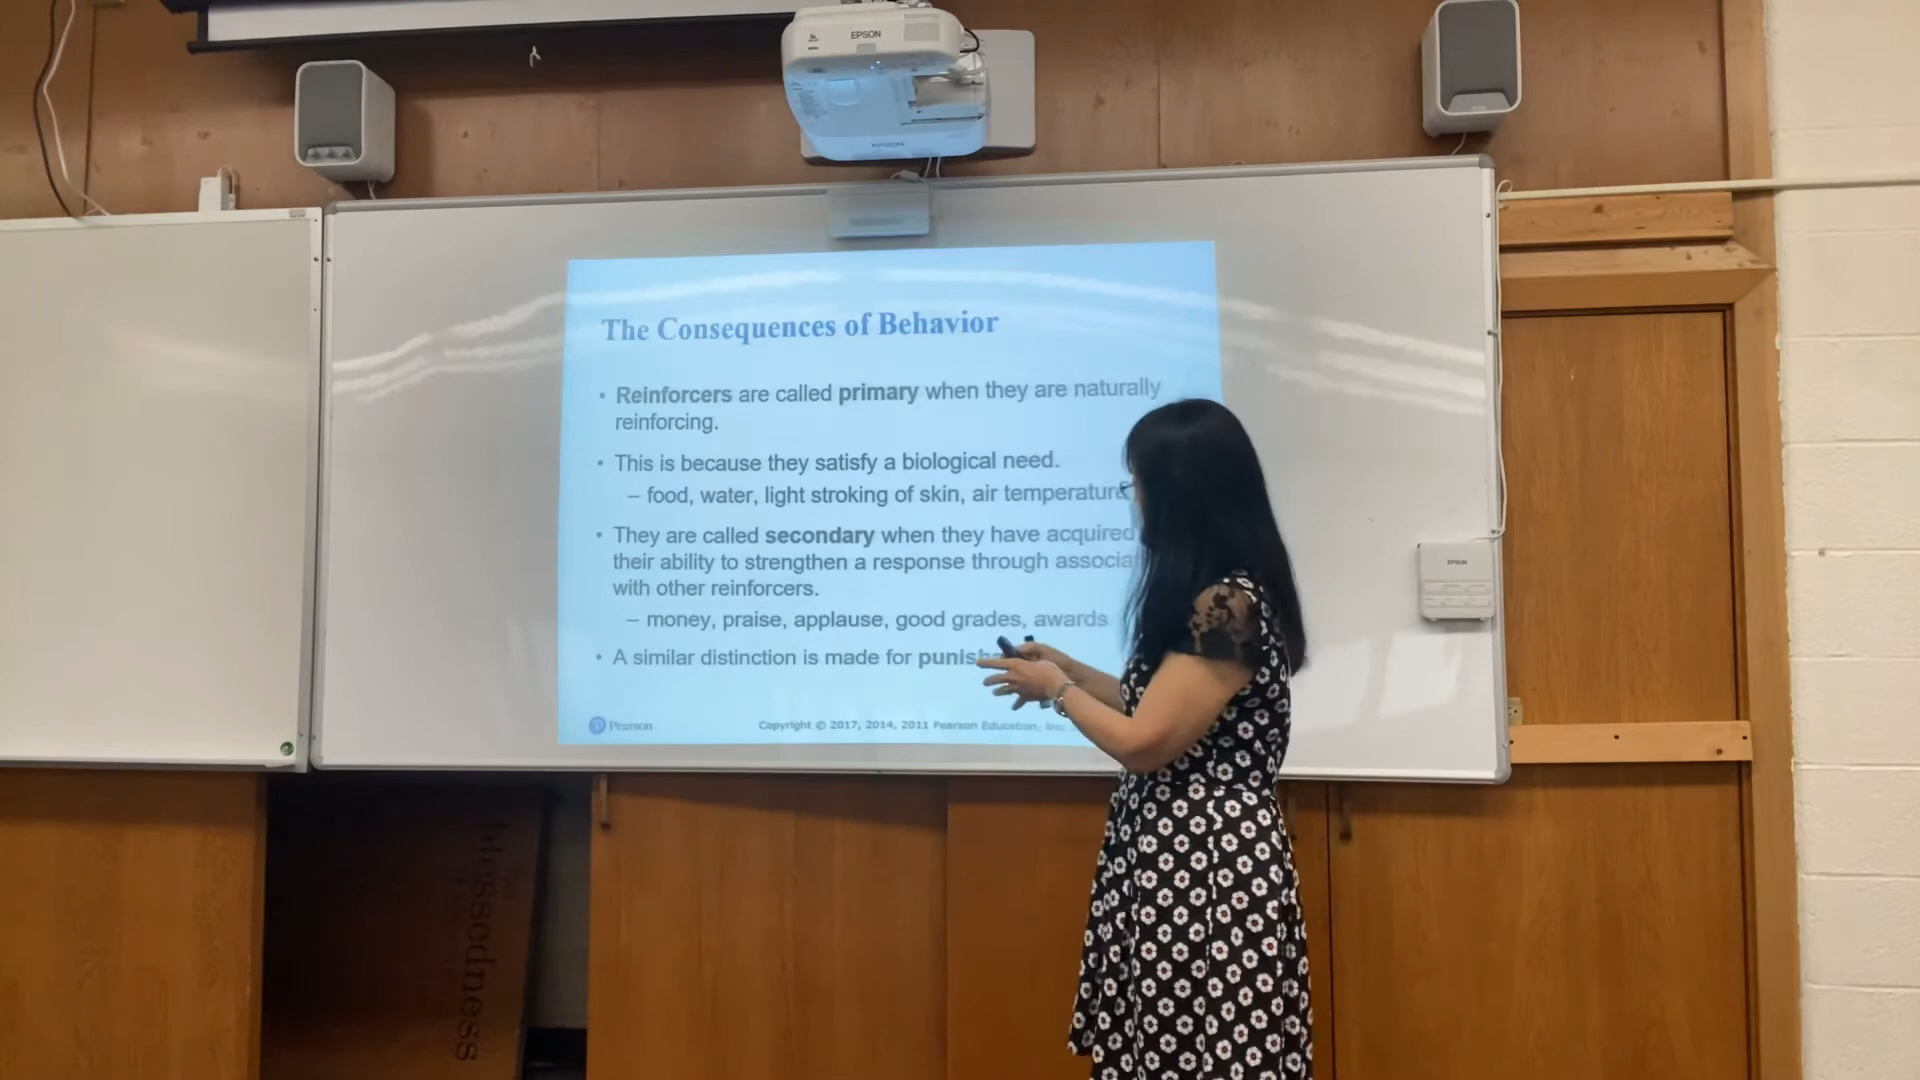 EPSON
EPSON
The Consequences of Behavior
• Reinforcers are called primary when they are naturally
reinforcing.
• This is because they satisfy a biological need.
– food, water, light stroking of skin, air temperature
• They are called secondary when they have acquired
their ability to strengthen a response through
with other reinforcers.
– money, praise, applause, good grades, awards
• A similar distinction is made for
Pearson
Copyright © 2017, 2014, 2011 Pearson Education, Inc.
EPSON
blessedness